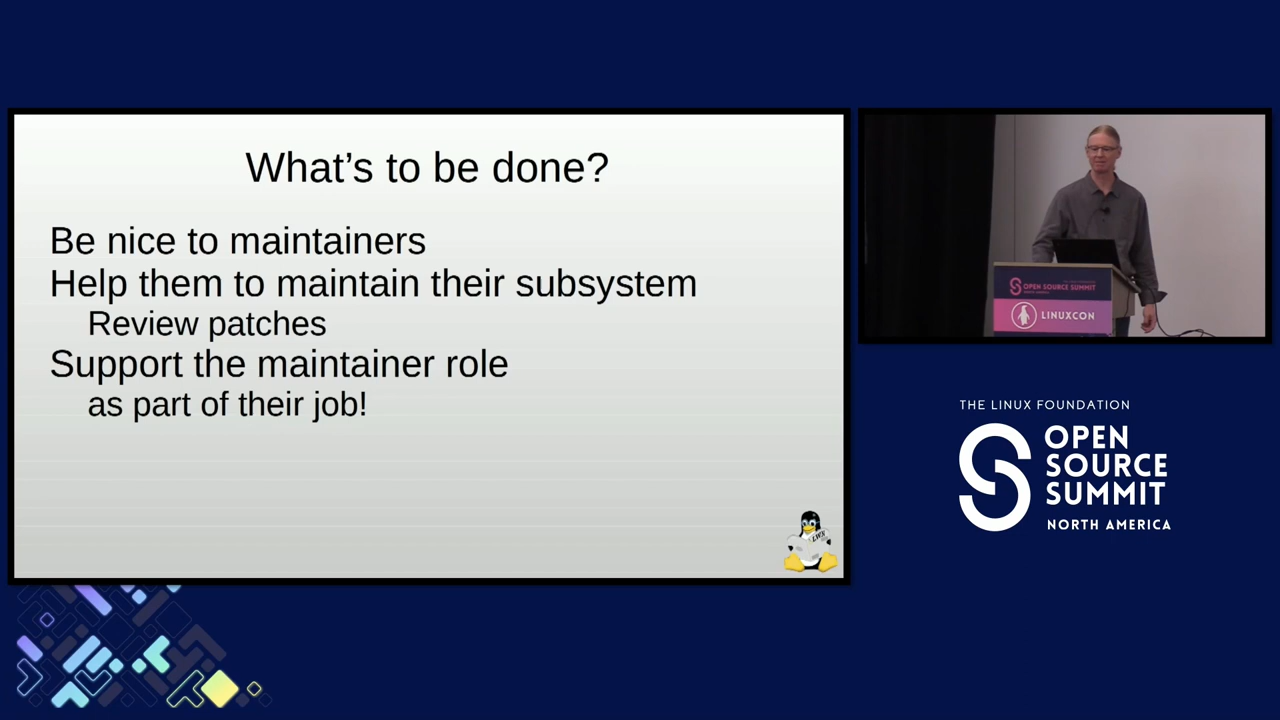 What’s to be done?
Be nice to maintainers
Help them to maintain their subsystem
Review patches
Support the maintainer role
as part of their job!
LWN
OPEN SOURCE SUMMIT
LINUXCON
THE LINUX FOUNDATION
OPEN
SOURCE
SUMMIT
NORTH AMERICA